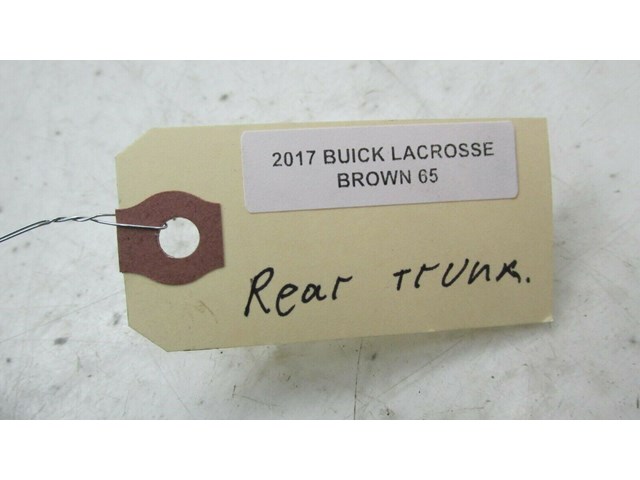 2017 BUICK LACROSSE
BROWN 65
Rear Trunk.